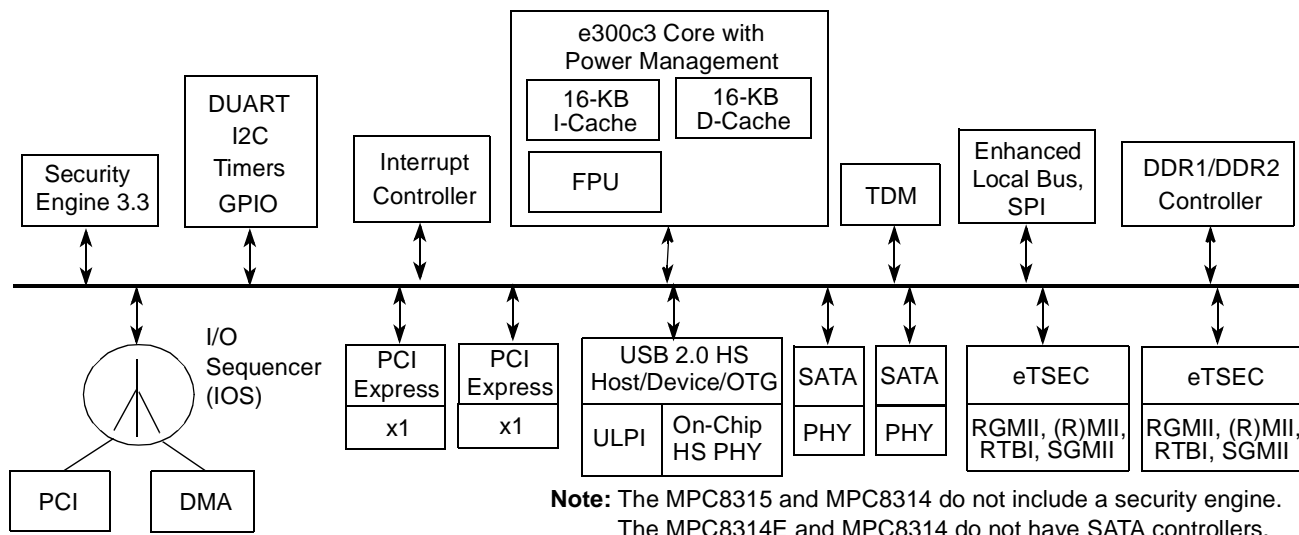 e300c3 Core with
Power Management
16-KB
I-Cache
16-KB
D-Cache
FPU
DUART
I2C
Timers
GPIO
Security
Engine 3.3
Interrupt
Controller
TDM
Enhanced
Local Bus,
SPI
DDR1/DDR2
Controller
I/O
Sequencer
(IOS)
PCI
DMA
PCI
Express
x1
PCI
Express
x1
USB 2.0 HS
Host/Device/OTG
ULPI
On-Chip
HS PHY
SATA
PHY
SATA
PHY
eTSEC
RGMII, (R)MII,
RTBI, SGMII
eTSEC
RGMII, (R)MII,
RTBI, SGMII
Note: The MPC8315 and MPC8314 do not include a security engine.
The MPC8314E and MPC8314 do not have SATA controllers.